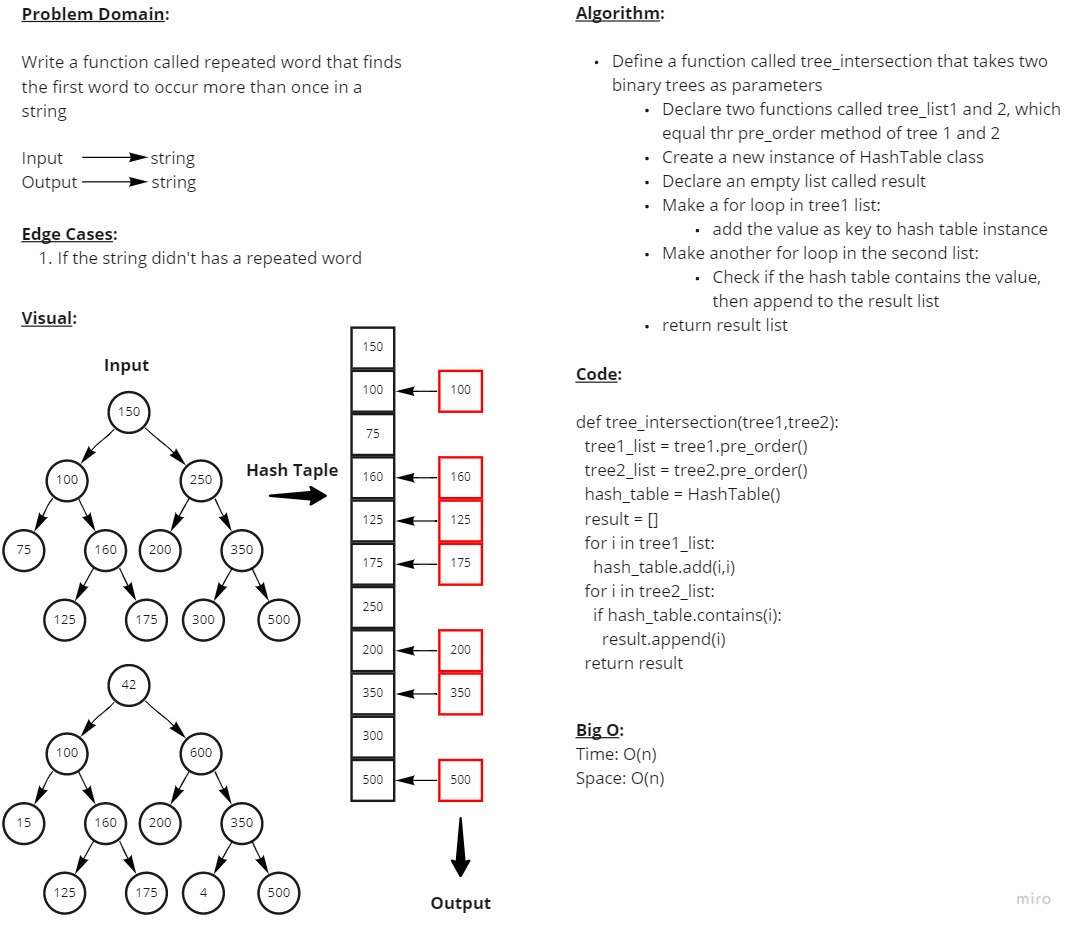 Problem Domain:
Write a function called repeated word that finds
the first word to occur more than once in a
string
Input string
Output string
Edge Cases:
1. If the string didn't has a repeated word
Visual:
Input
150
100 250
75 160 200 350
125 175 300 500
42
100 600
15 160 200 350
125 175 4 500
Hash Table
150
100 100
75
160 160
125 125
175 175
250
200 200
350 350
300
500 500
Output
Algorithm:
• Define a function called tree_intersection that takes two
binary trees as parameters
• Declare two functions called tree_list1 and 2, which
equal thr pre_order method of tree 1 and 2
• Create a new instance of HashTable class
• Declare an empty list called result
• Make a for loop in tree1 list:
• add the value as key to hash table instance
• Make another for loop in the second list:
• Check if the hash table contains the value,
then append to the result list
• return result list
Code:
def tree_intersection(tree1,tree2):
tree1_list = tree1.pre_order()
tree2_list = tree2.pre_order()
hash_table = HashTable()
result = []
for i in tree1_list:
hash_table.add(i,i)
for i in tree2_list:
if hash_table.contains(i):
result.append(i)
return result
Big O:
Time: O(n)
Space: O(n)
miro